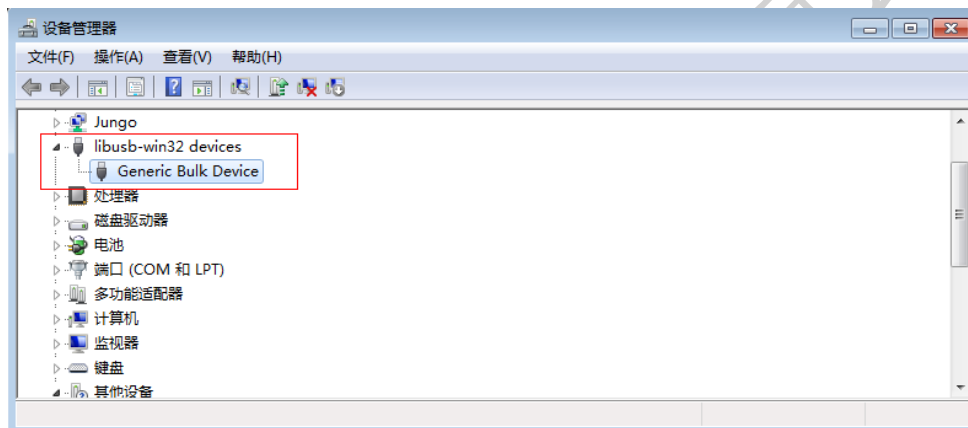 设备管理器
文件(F) 操作(A) 查看(V) 帮助(H)
Jungo
libusb-win32 devices
Generic Bulk Device
处理器
磁盘驱动器
电池
端口 (COM 和 LPT)
多功能适配器
计算机
监视器
键盘
其他设备